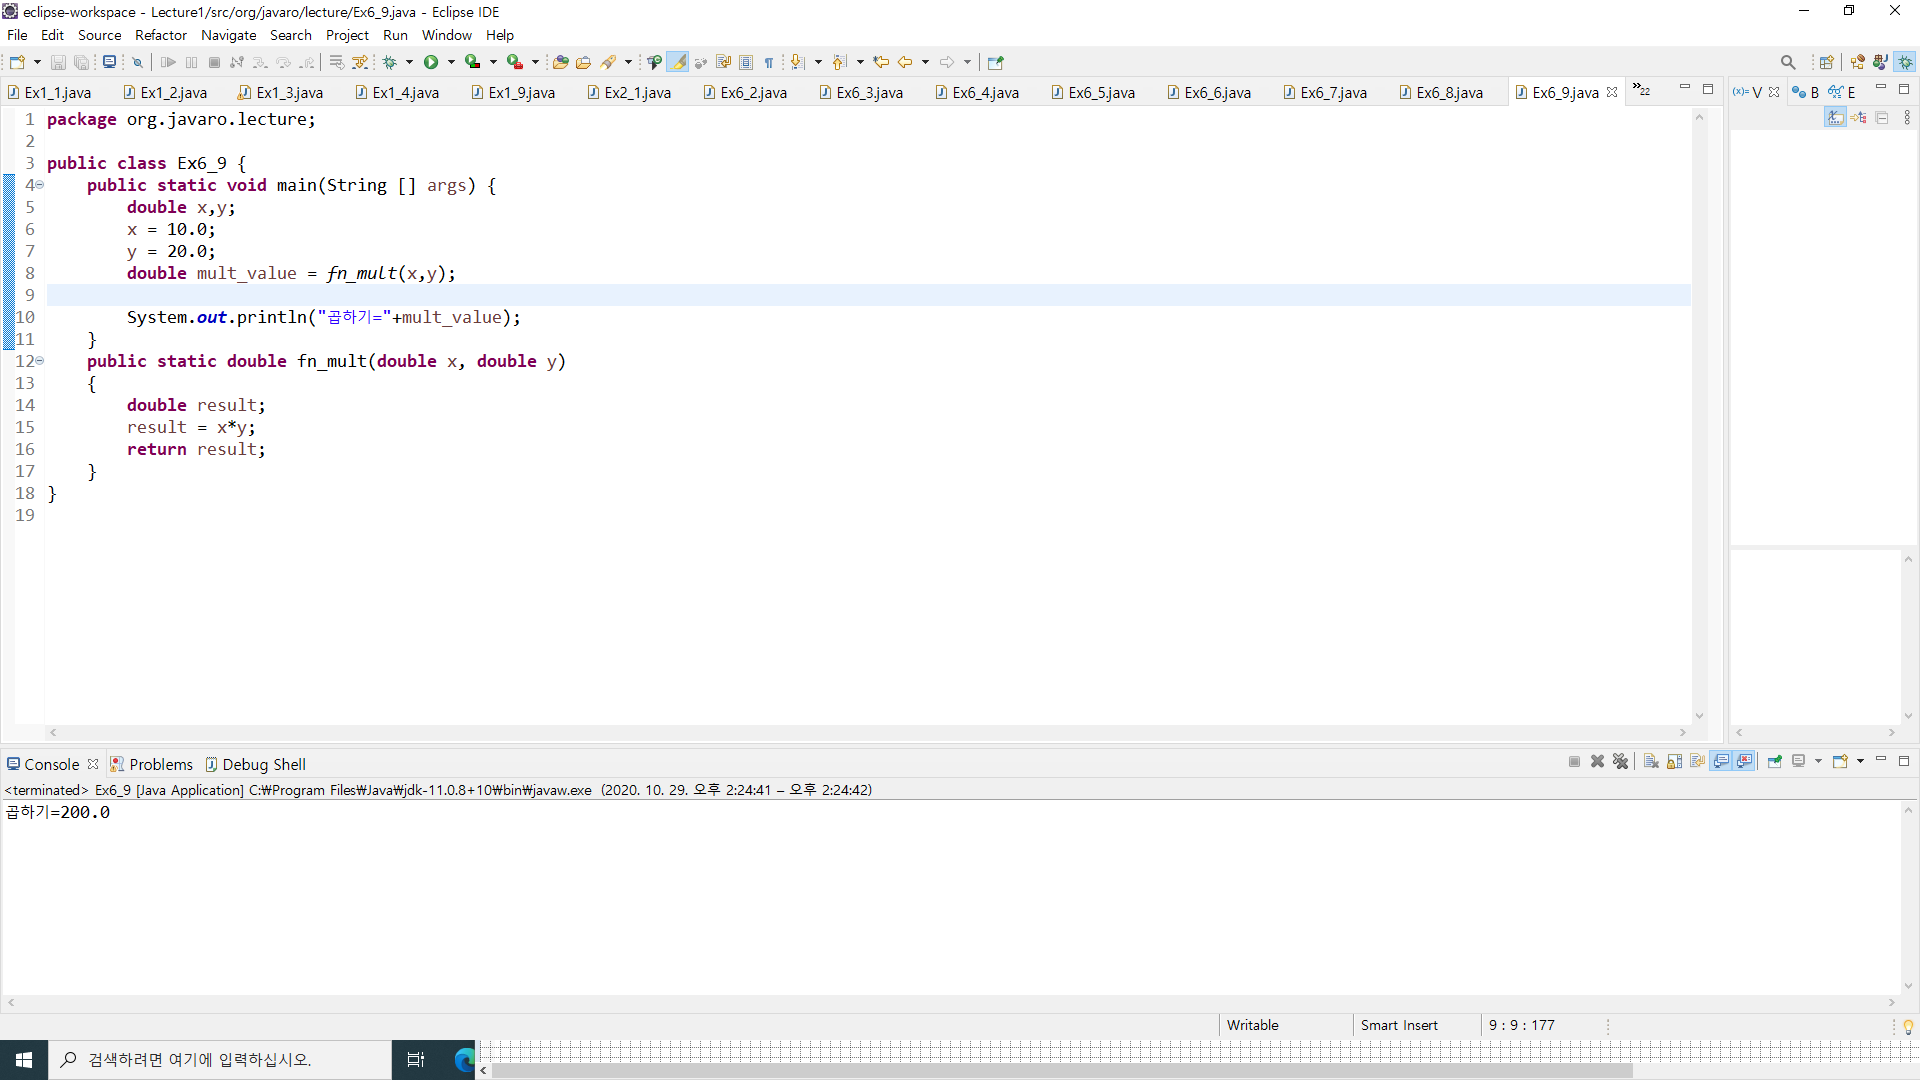 eclipse-workspace - Lecture1/src/org/javaro/lecture/Ex6_9.java - Eclipse IDE
File Edit Source Refactor Navigate Search Project Run Window Help
Ex1_1.java Ex1_2.java Ex1_3.java Ex1_4.java Ex1_9.java Ex2_1.java Ex6_2.java Ex6_3.java Ex6_4.java Ex6_5.java Ex6_6.java Ex6_7.java Ex6_8.java Ex6_9.java »22 (x)= V B E
1 package org.javaro.lecture;
2
3 public class Ex6_9 {
4 public static void main(String [] args) {
5 double x,y;
6 x = 10.0;
7 y = 20.0;
8 double mult_value = fn_mult(x,y);
9
10 System.out.println("곱하기="+mult_value);
11 }
12 public static double fn_mult(double x, double y)
13 {
14 double result;
15 result = x*y;
16 return result;
17 }
18 }
19
Console Problems Debug Shell
<terminated> Ex6_9 [Java Application] C:₩Program Files₩Java₩jdk-11.0.8+10₩bin₩javaw.exe (2020. 10. 29. 오후 2:24:41 – 오후 2:24:42)
곱하기=200.0
Writable Smart Insert 9 : 9 : 177
검색하려면 여기에 입력하십시오.